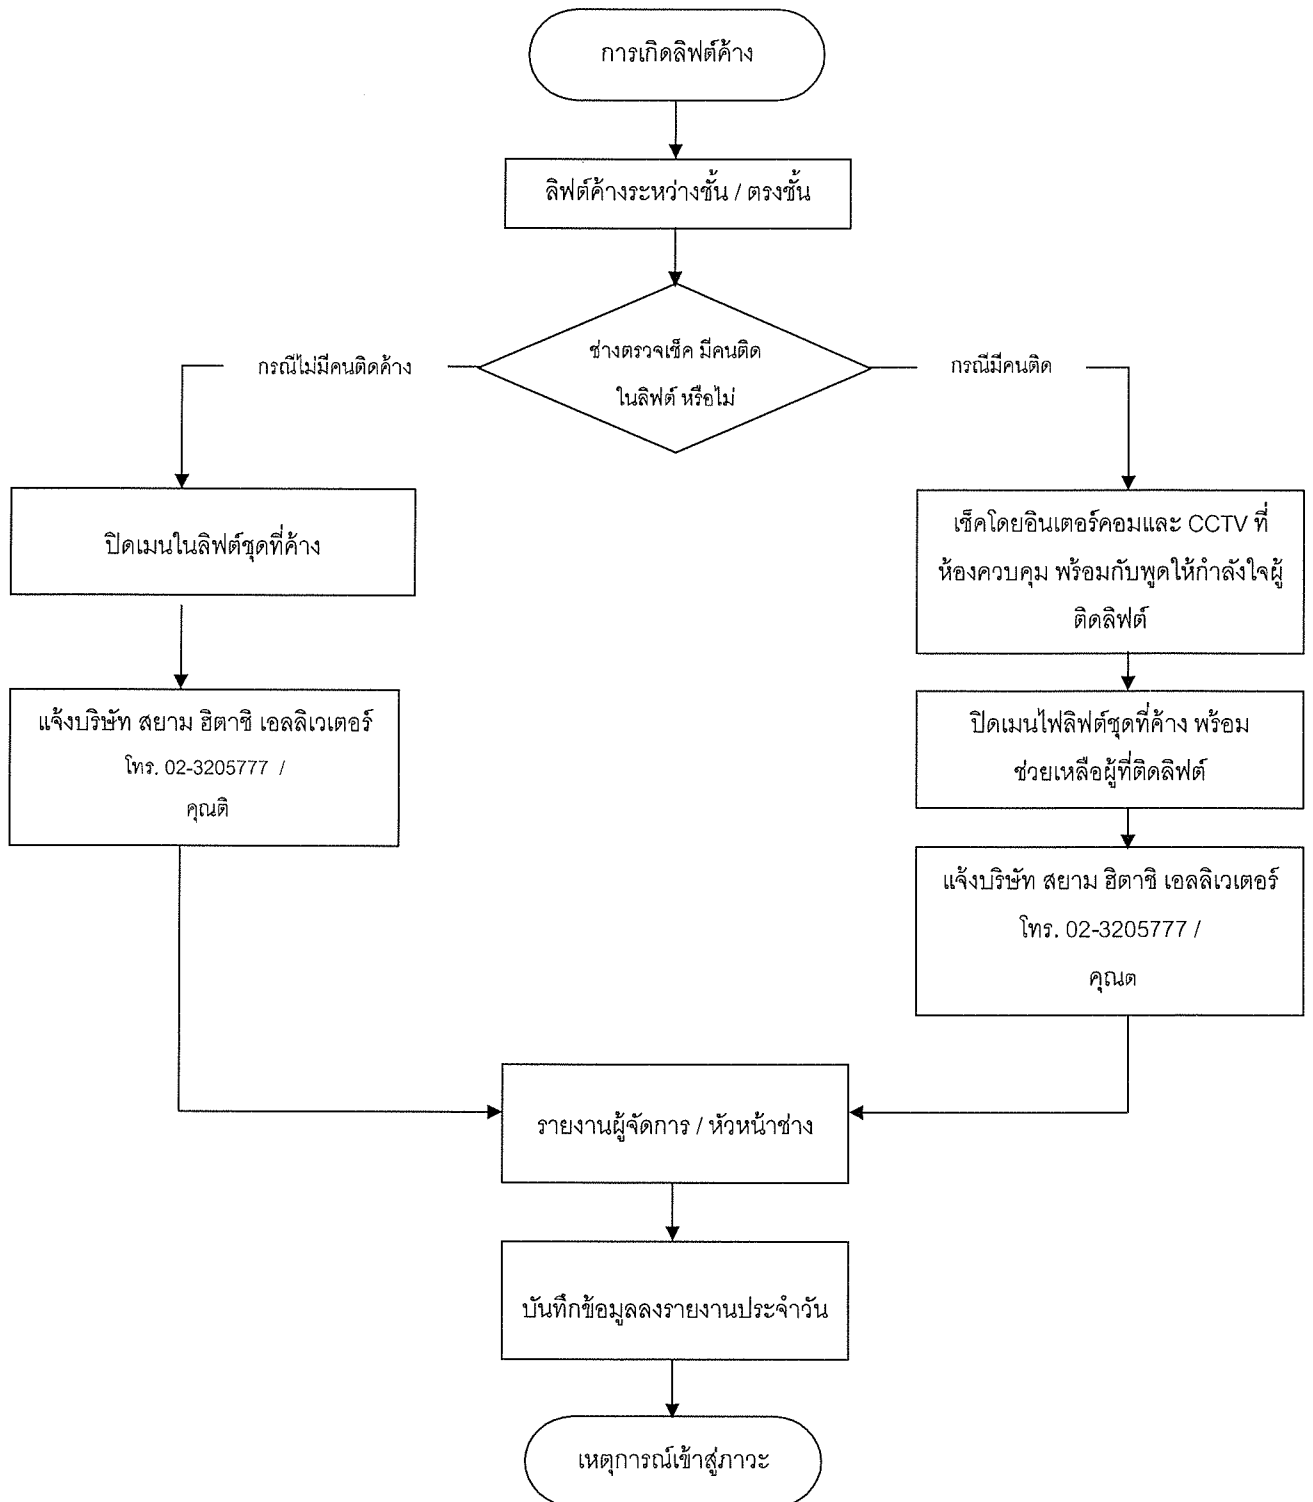 การเกิดลิฟต์ค้าง
ลิฟต์ค้างระหว่างชั้น / ตรงชั้น
ช่างตรวจเช็ค มีคนติด
ในลิฟต์ หรือไม่
กรณีไม่มีคนติดค้าง
กรณีมีคนติด
ปิดเมนในลิฟต์ชุดที่ค้าง
แจ้งบริษัท สยาม ฮิตาชิ เอลลิเวเตอร์
โทร. 02-3205777 /
คุณติ
เช็คโดยอินเตอร์คอมและ CCTV ที่
ห้องควบคุม พร้อมกับพูดให้กำลังใจผู้
ติดลิฟต์
ปิดเมนไฟลิฟต์ชุดที่ค้าง พร้อม
ช่วยเหลือผู้ที่ติดลิฟต์
แจ้งบริษัท สยาม ฮิตาชิ เอลลิเวเตอร์
โทร. 02-3205777 /
คุณต
รายงานผู้จัดการ / หัวหน้าช่าง
บันทึกข้อมูลลงรายงานประจำวัน
เหตุการณ์เข้าสู่ภาวะ